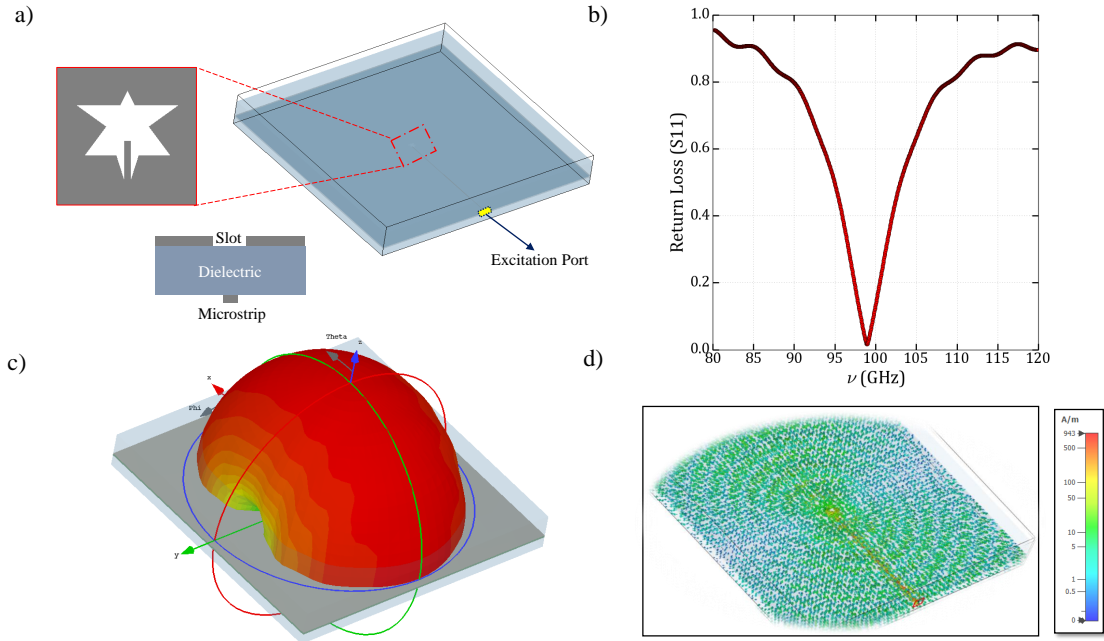 a)
Slot
Dielectric
Microstrip
Excitation Port
b)
Return Loss (S11)
1.0
0.8
0.6
0.4
0.2
0.0
80
85
90
95
100
105
110
115
120
ν (GHz)
c)
Theta
z
x
Phi
y
d)
A/m
943
500
100
50
10
5
1
0.5
0